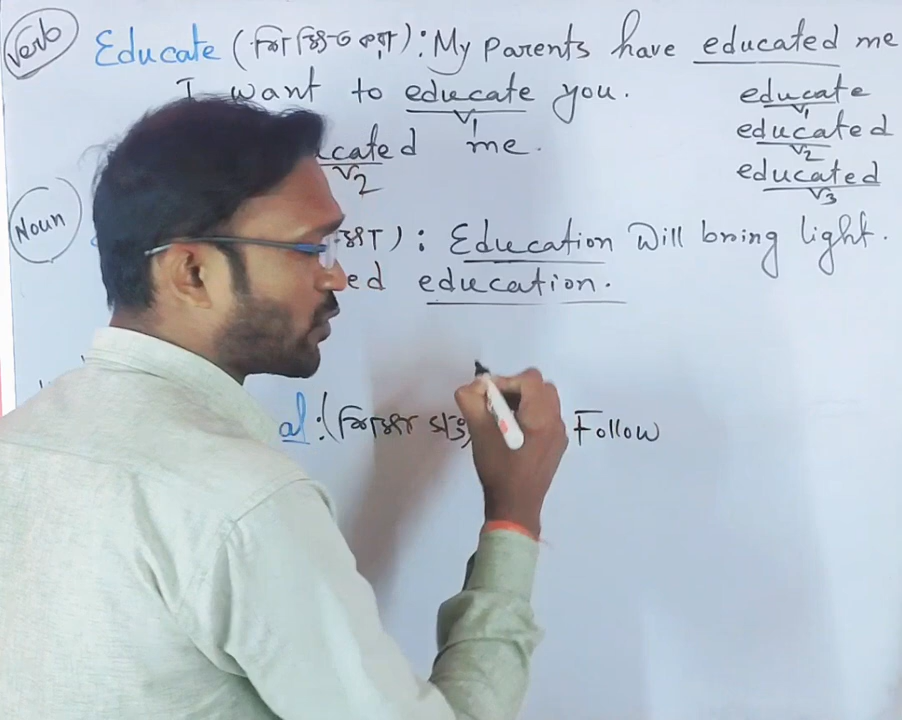 Verb
Educate (শিক্ষিত করা): My parents have educated me
I want to educate you.
V1
cated me.
V2
educate
V1
educated
V2
educated
V3
Noun
: Education will bring light.
ed education.
al: Follow